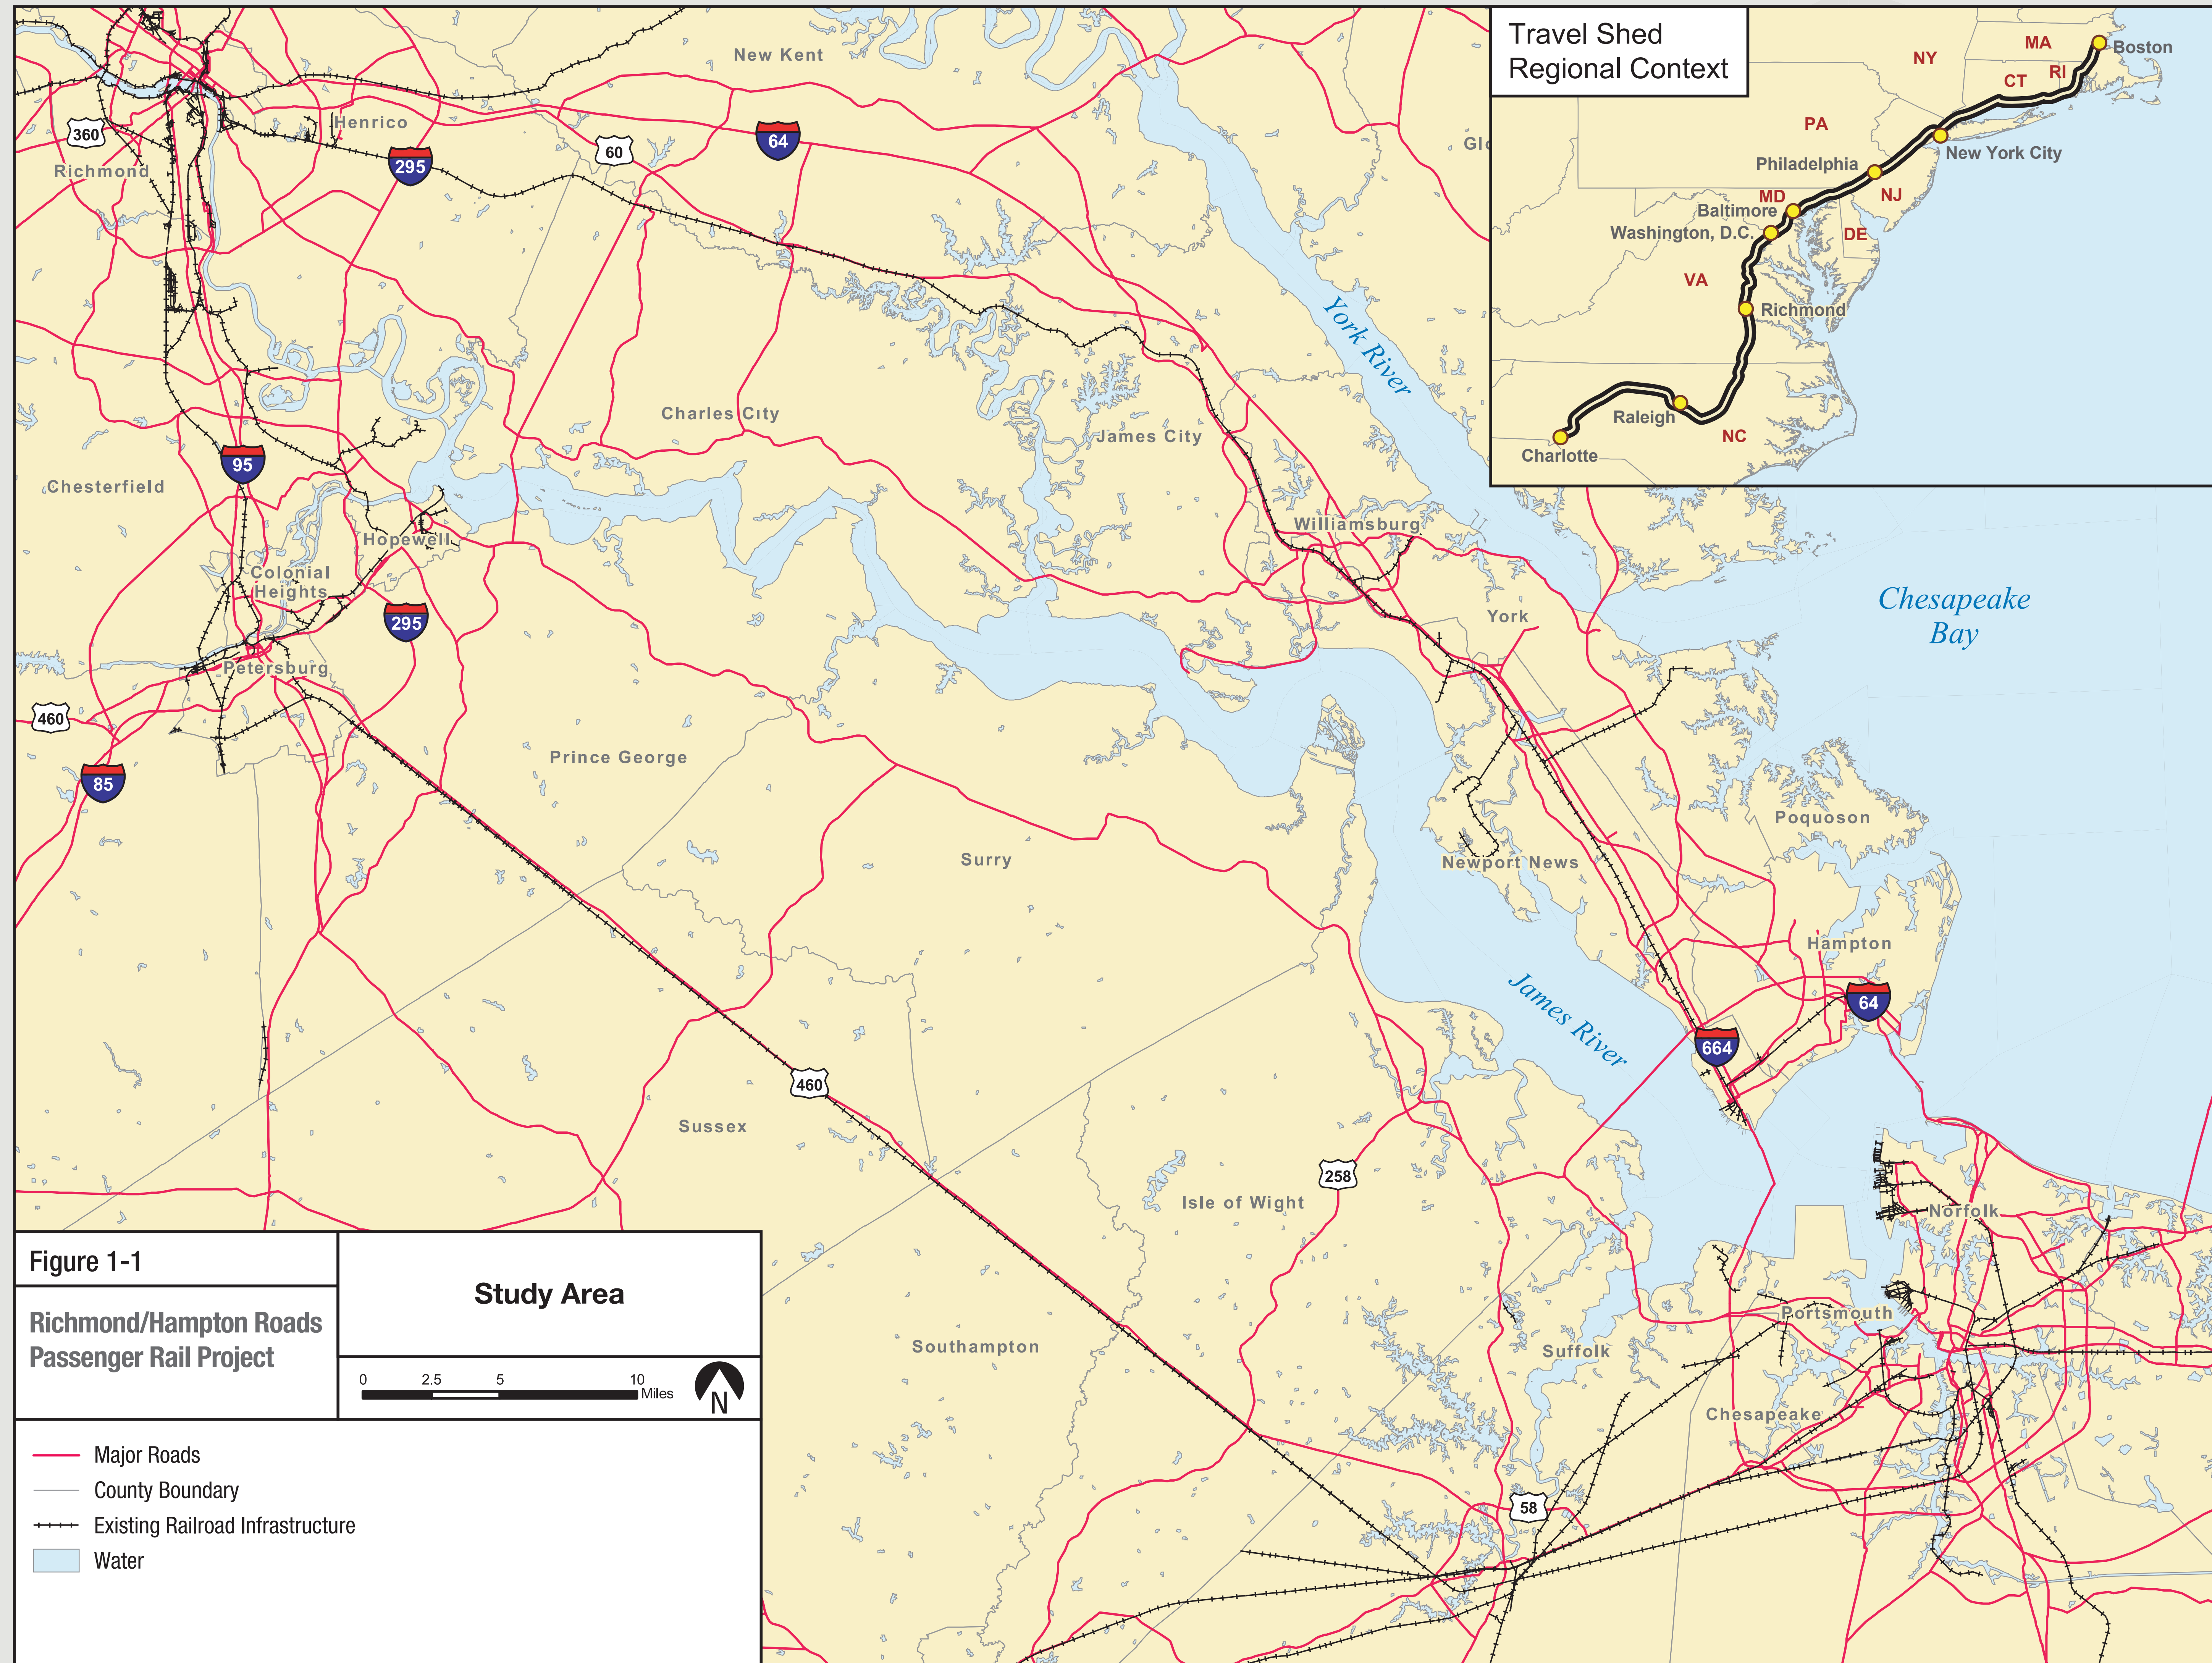 New Kent
Henrico
360
295
60
64
Richmond
York River
Charles City
James City
95
Chesterfield
Hopewell
Williamsburg
Colonial
Heights
295
York
Petersburg
460
Prince George
85
Chesapeake
Bay
Poquoson
Surry
Newport News
Hampton
64
James River
664
460
Sussex
258
Isle of Wight
Norfolk
Portsmouth
Southampton
Suffolk
Chesapeake
58
Travel Shed
Regional Context
NY
MA
Boston
CT
RI
PA
New York City
Philadelphia
MD
NJ
Baltimore
Washington, D.C.
DE
VA
Richmond
Raleigh
NC
Charlotte
Figure 1-1
Richmond/Hampton Roads
Passenger Rail Project
Study Area
0 2.5 5 10
Miles
N
Major Roads
County Boundary
Existing Railroad Infrastructure
Water